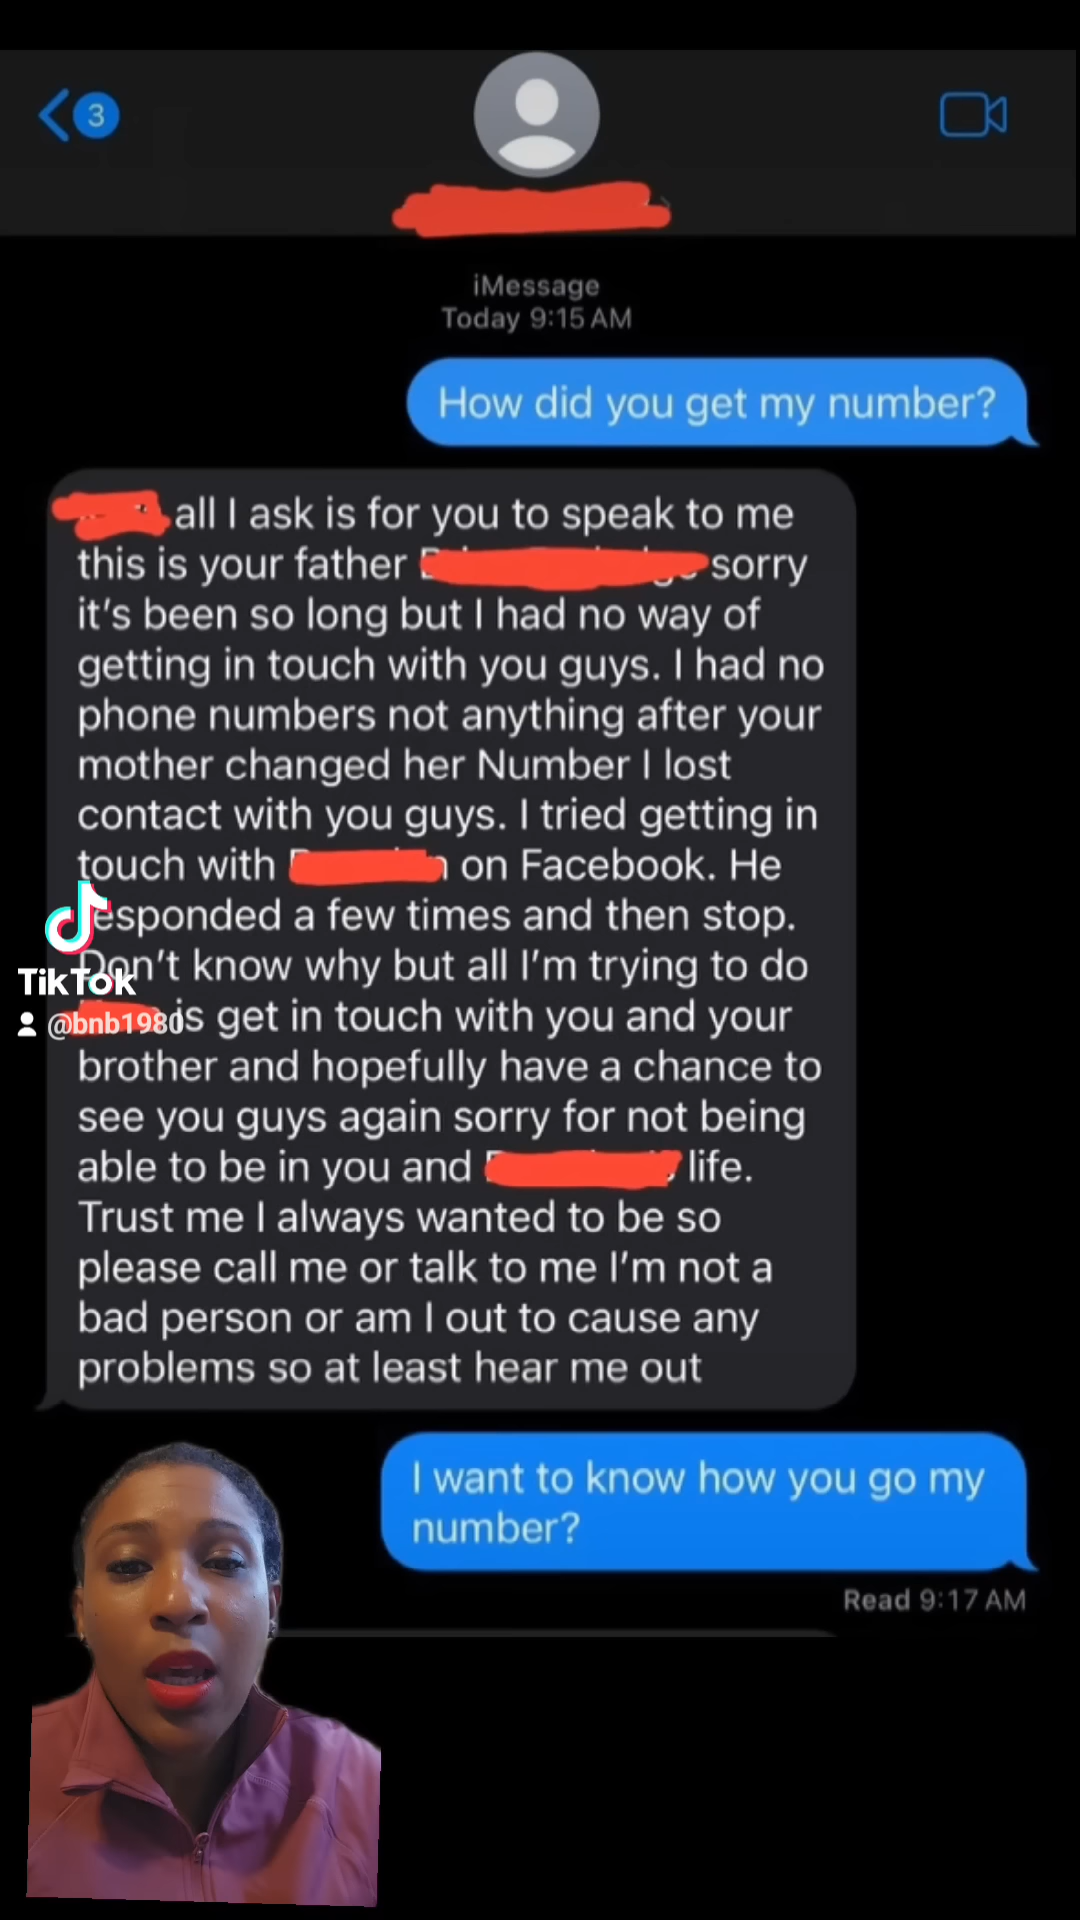 3
iMessage
Today 9:15 AM
How did you get my number?
all I ask is for you to speak to me
this is your father sorry
it's been so long but I had no way of
getting in touch with you guys. I had no
phone numbers not anything after your
mother changed her Number I lost
contact with you guys. I tried getting in
touch with on Facebook. He
responded a few times and then stop.
Don't know why but all I'm trying to do
is get in touch with you and your
brother and hopefully have a chance to
see you guys again sorry for not being
able to be in you and life.
Trust me I always wanted to be so
please call me or talk to me I'm not a
bad person or am I out to cause any
problems so at least hear me out
TikTok
@bnb1980
I want to know how you go my
number?
Read 9:17 AM